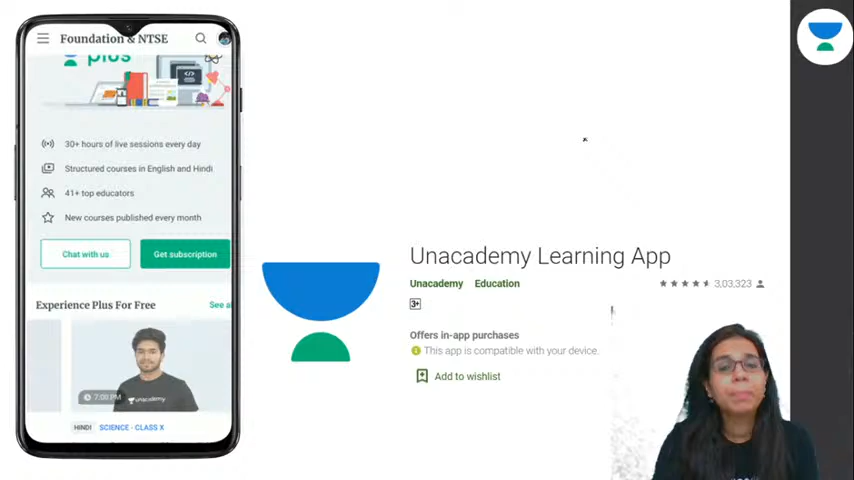 Foundation & NTSE
plus
30+ hours of live sessions every day
Structured courses in English and Hindi
41+ top educators
New courses published every month
Chat with us
Get subscription
Experience Plus For Free
See al
7:00 PM
unacademy
HINDI
SCIENCE - CLASS X
Unacademy Learning App
Unacademy Education
3,03,323
3+
Offers in-app purchases
This app is compatible with your device.
Add to wishlist